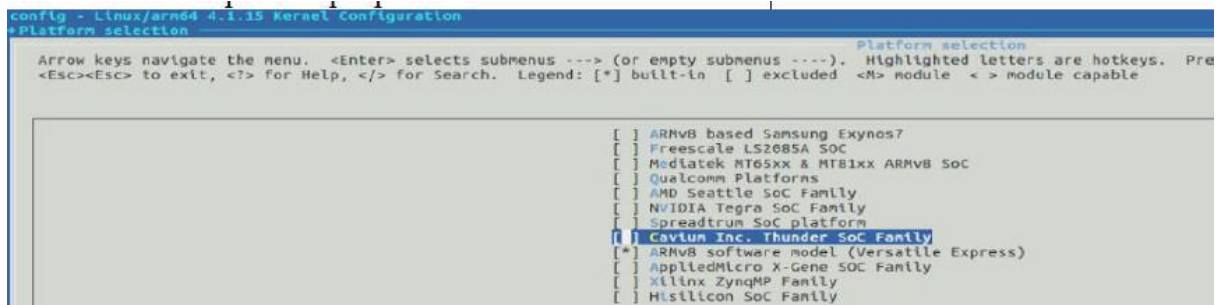 config - Linux/arm64 4.1.15 Kernel Configuration
→Platform selection
Platform selection
Arrow keys navigate the menu. <Enter> selects submenus ---> (or empty submenus ----). Highlighted letters are hotkeys. Pre
<Esc><Esc> to exit, <?> for Help, </> for Search. Legend: [*] built-in [ ] excluded <M> module < > module capable
[ ] ARMv8 based Samsung Exynos7
[ ] Freescale LS2085A SOC
[ ] Mediatek MT65xx & MT81xx ARMv8 SoC
[ ] Qualcomm Platforms
[ ] AMD Seattle SoC Family
[ ] NVIDIA Tegra SoC Family
[ ] Spreadtrum SoC platform
[ ] Cavium Inc. Thunder SoC Family
[*] ARMv8 software model (Versatile Express)
[ ] AppliedMicro X-Gene SOC Family
[ ] Xilinx ZynqMP Family
[ ] Hisilicon SoC Family